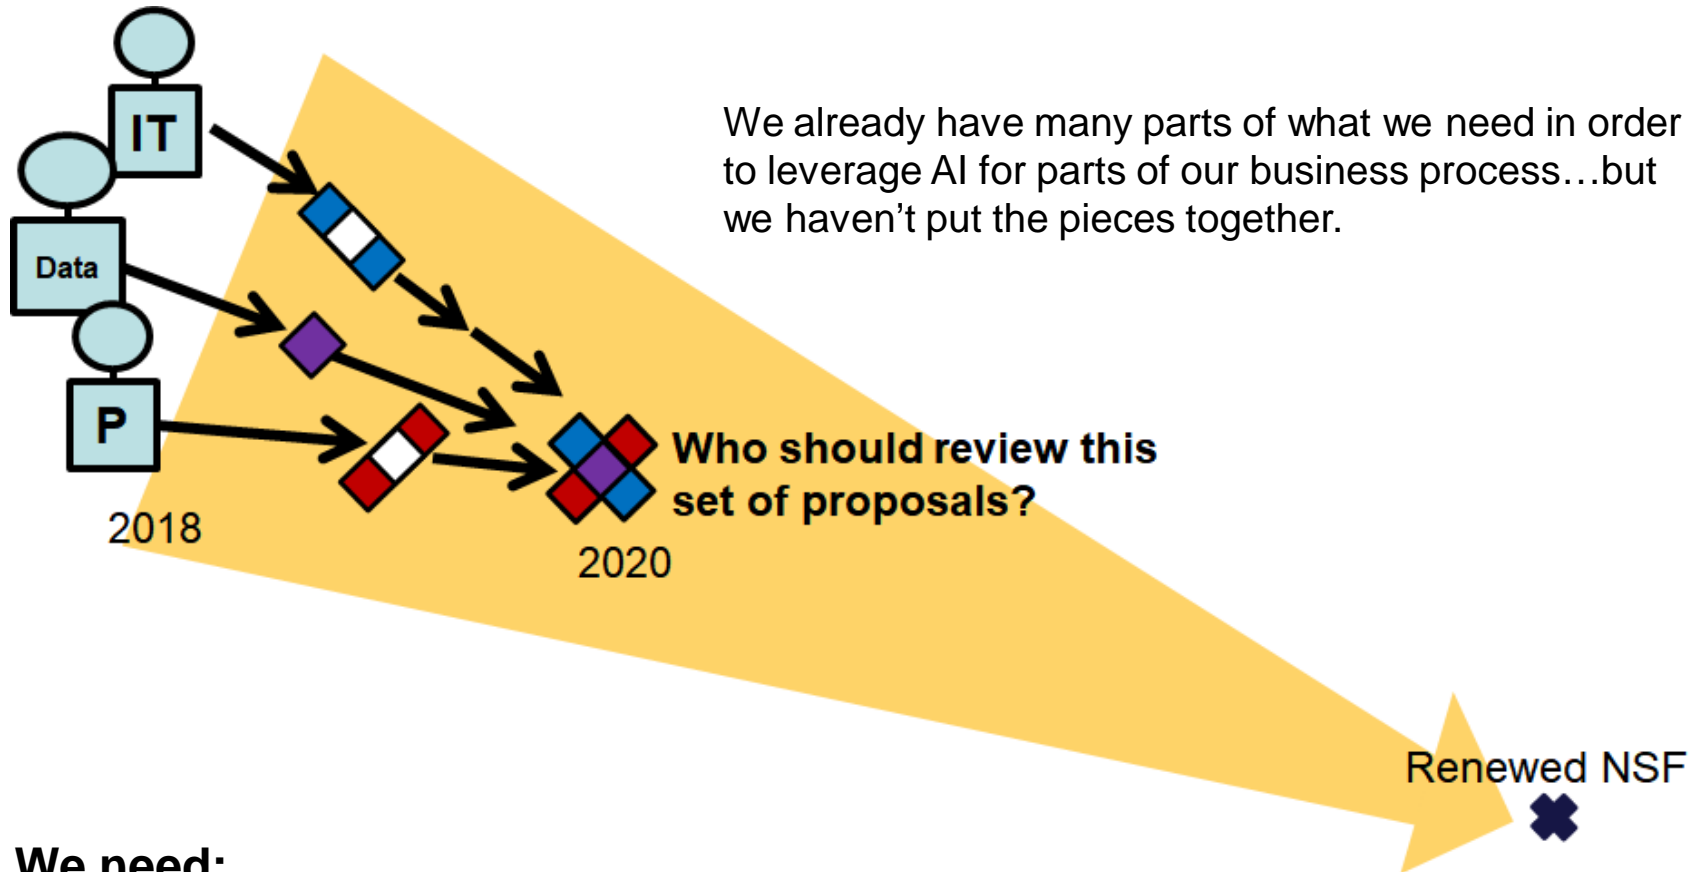 IT
We already have many parts of what we need in order
to leverage AI for parts of our business process…but
we haven’t put the pieces together.
Data
P
Who should review this
set of proposals?
2018
2020
Renewed NSF
We need: